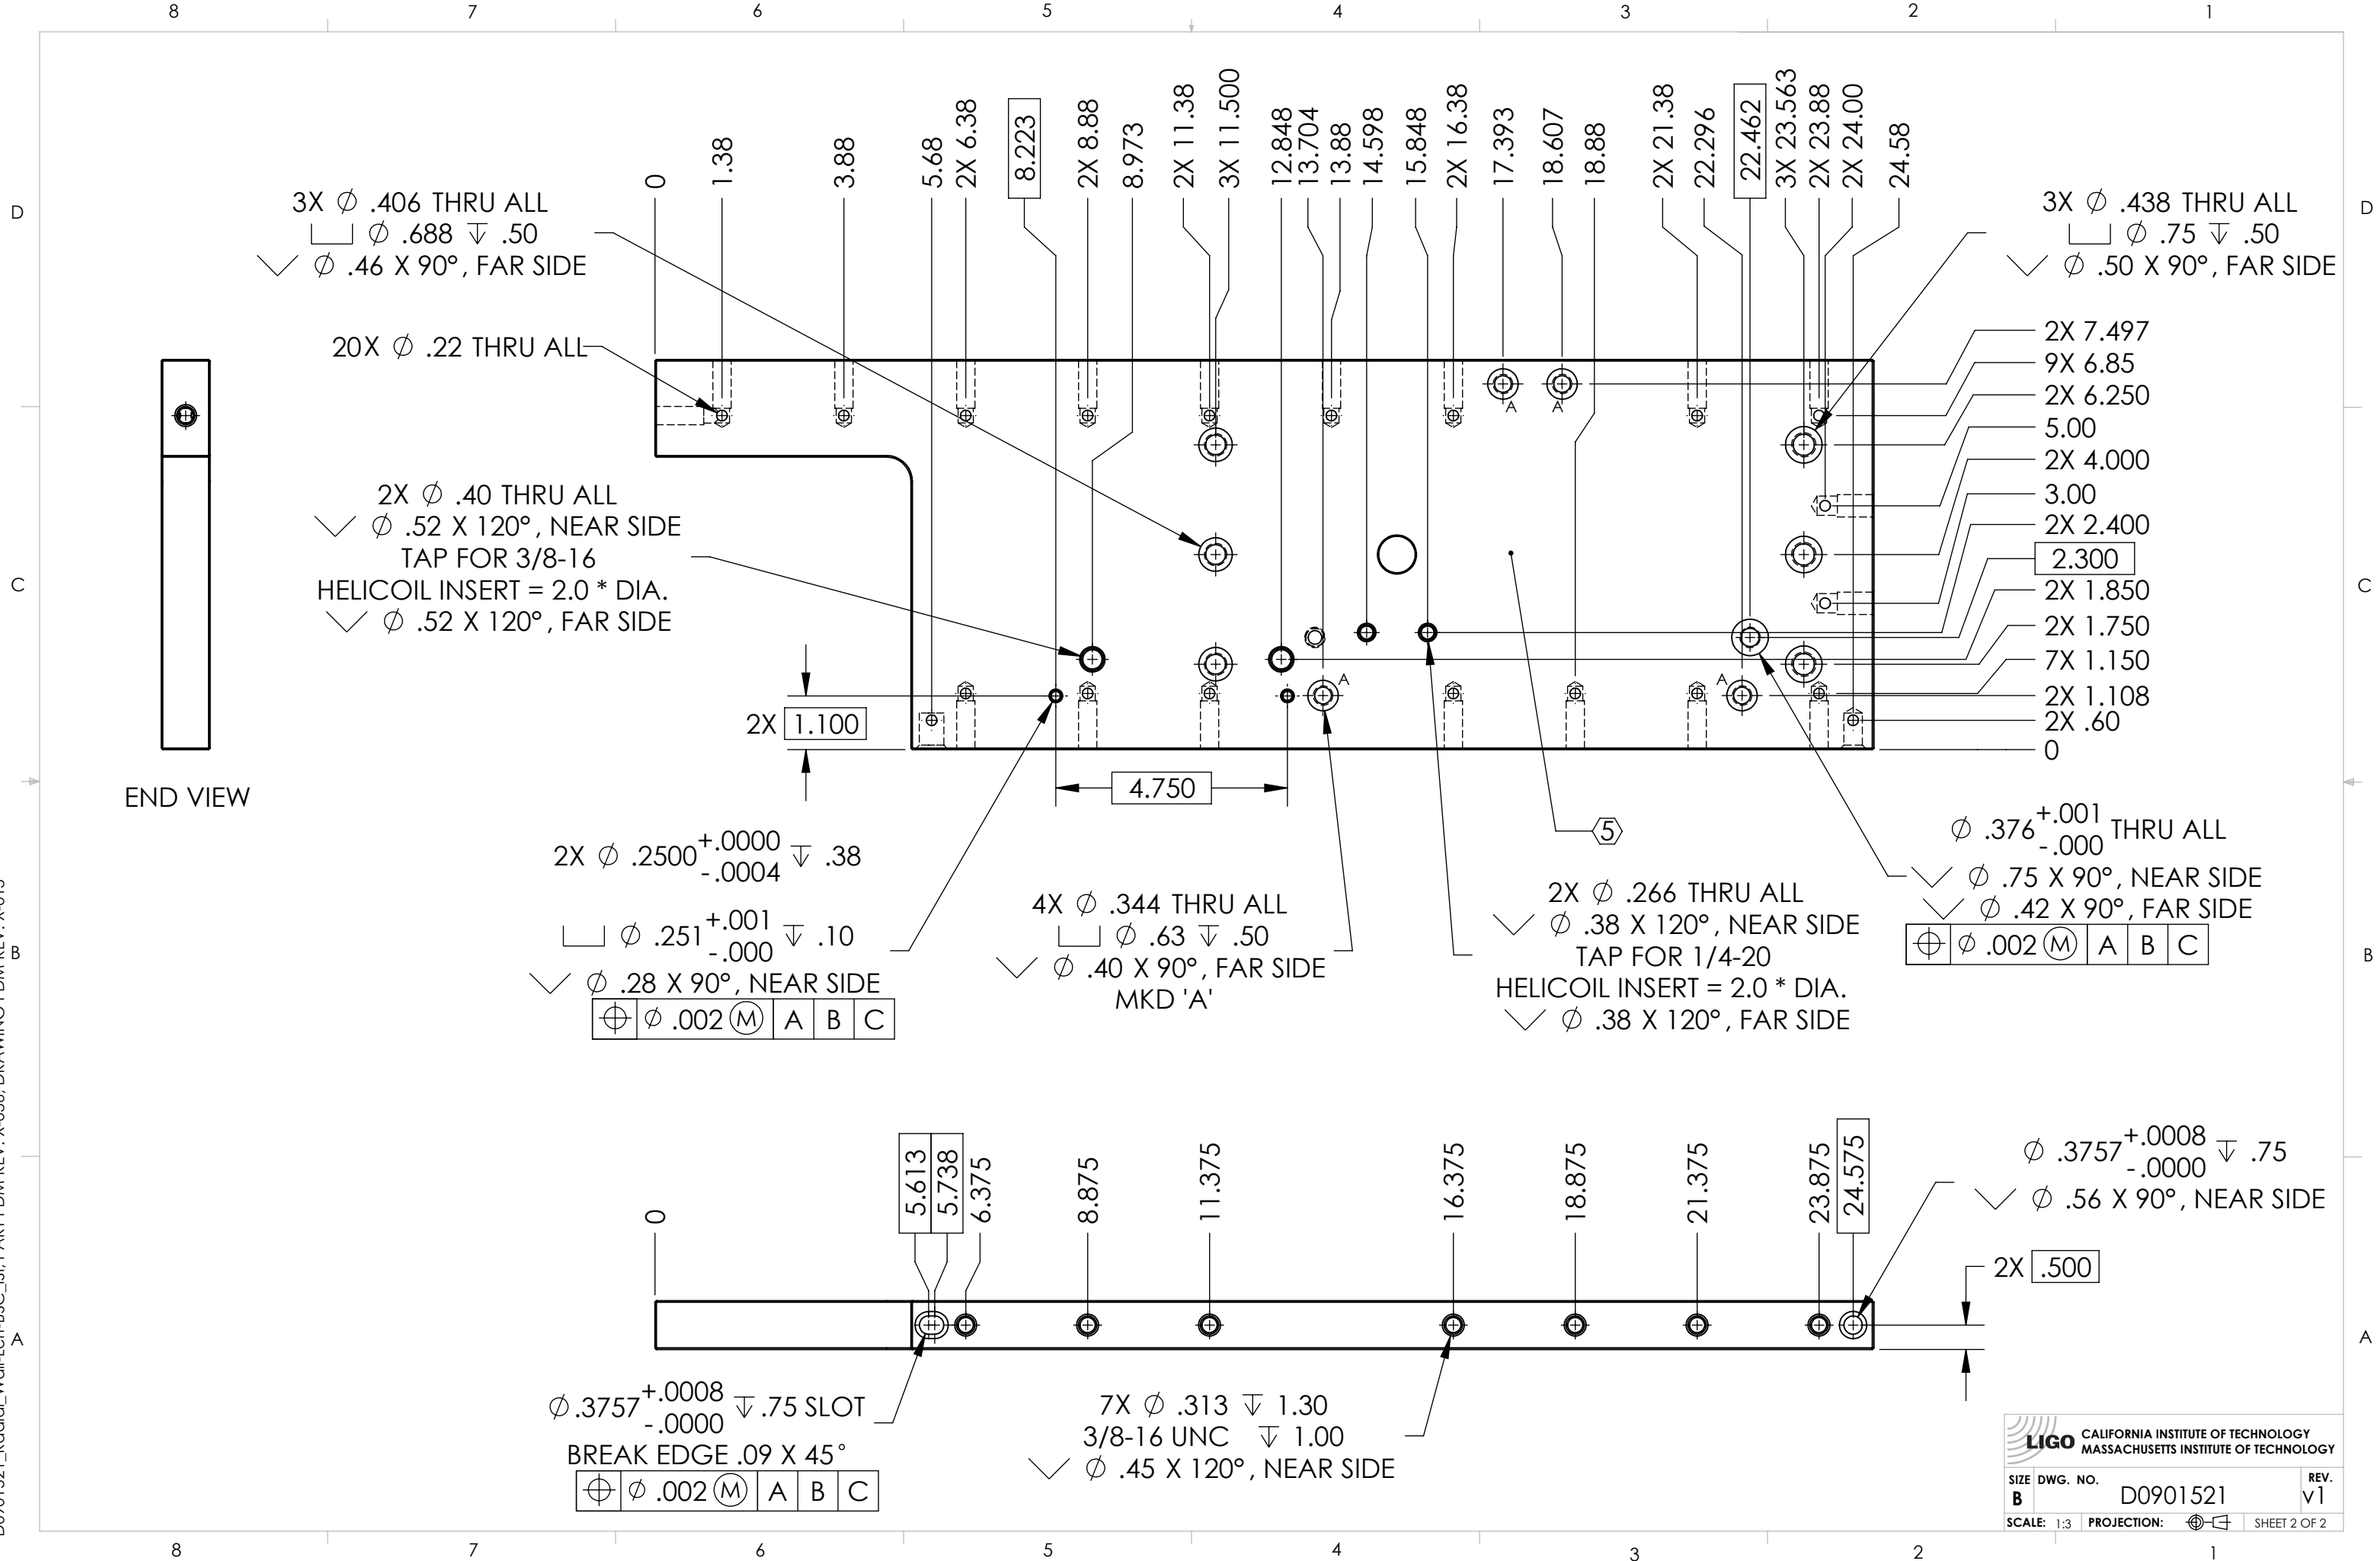 8 7 6 5 4 3 2 1
D
D
C
C
B
B
A
A
0
1.38
3.88
5.68
2X 6.38
8.223
2X 8.88
8.973
2X 11.38
3X 11.500
12.848
13.704
13.88
14.598
15.848
2X 16.38
17.393
18.607
18.88
2X 21.38
22.296
22.462
3X 23.563
2X 23.88
2X 24.00
24.58
3X ∅ .406 THRU ALL
⌴ ∅ .688 ↧ .50
⌵ ∅ .46 X 90°, FAR SIDE
3X ∅ .438 THRU ALL
⌴ ∅ .75 ↧ .50
⌵ ∅ .50 X 90°, FAR SIDE
20X ∅ .22 THRU ALL
2X 7.497
9X 6.85
2X 6.250
5.00
2X 4.000
3.00
2X 2.400
2.300
2X 1.850
2X 1.750
7X 1.150
2X 1.108
2X .60
0
A
A
A
A
2X ∅ .40 THRU ALL
⌵ ∅ .52 X 120°, NEAR SIDE
TAP FOR 3/8-16
HELICOIL INSERT = 2.0 * DIA.
⌵ ∅ .52 X 120°, FAR SIDE
2X 1.100
4.750
END VIEW
5
2X ∅ .2500 +.0000 -.0004 ↧ .38
⌴ ∅ .251 +.001 -.000 ↧ .10
⌵ ∅ .28 X 90°, NEAR SIDE
⌖ ∅ .002 Ⓜ A B C
4X ∅ .344 THRU ALL
⌴ ∅ .63 ↧ .50
⌵ ∅ .40 X 90°, FAR SIDE
MKD 'A'
2X ∅ .266 THRU ALL
⌵ ∅ .38 X 120°, NEAR SIDE
TAP FOR 1/4-20
HELICOIL INSERT = 2.0 * DIA.
⌵ ∅ .38 X 120°, FAR SIDE
∅ .376 +.001 -.000 THRU ALL
⌵ ∅ .75 X 90°, NEAR SIDE
⌵ ∅ .42 X 90°, FAR SIDE
⌖ ∅ .002 Ⓜ A B C
0
5.613
5.738
6.375
8.875
11.375
16.375
18.875
21.375
23.875
24.575
∅ .3757 +.0008 -.0000 ↧ .75
⌵ ∅ .56 X 90°, NEAR SIDE
2X .500
∅ .3757 +.0008 -.0000 ↧ .75 SLOT
BREAK EDGE .09 X 45°
⌖ ∅ .002 Ⓜ A B C
7X ∅ .313 ↧ 1.30
3/8-16 UNC ↧ 1.00
⌵ ∅ .45 X 120°, NEAR SIDE
LIGO
CALIFORNIA INSTITUTE OF TECHNOLOGY
MASSACHUSETTS INSTITUTE OF TECHNOLOGY
SIZE DWG. NO. REV.
B D0901521 v1
SCALE: 1:3 PROJECTION: SHEET 2 OF 2
8 7 6 5 4 3 2 1